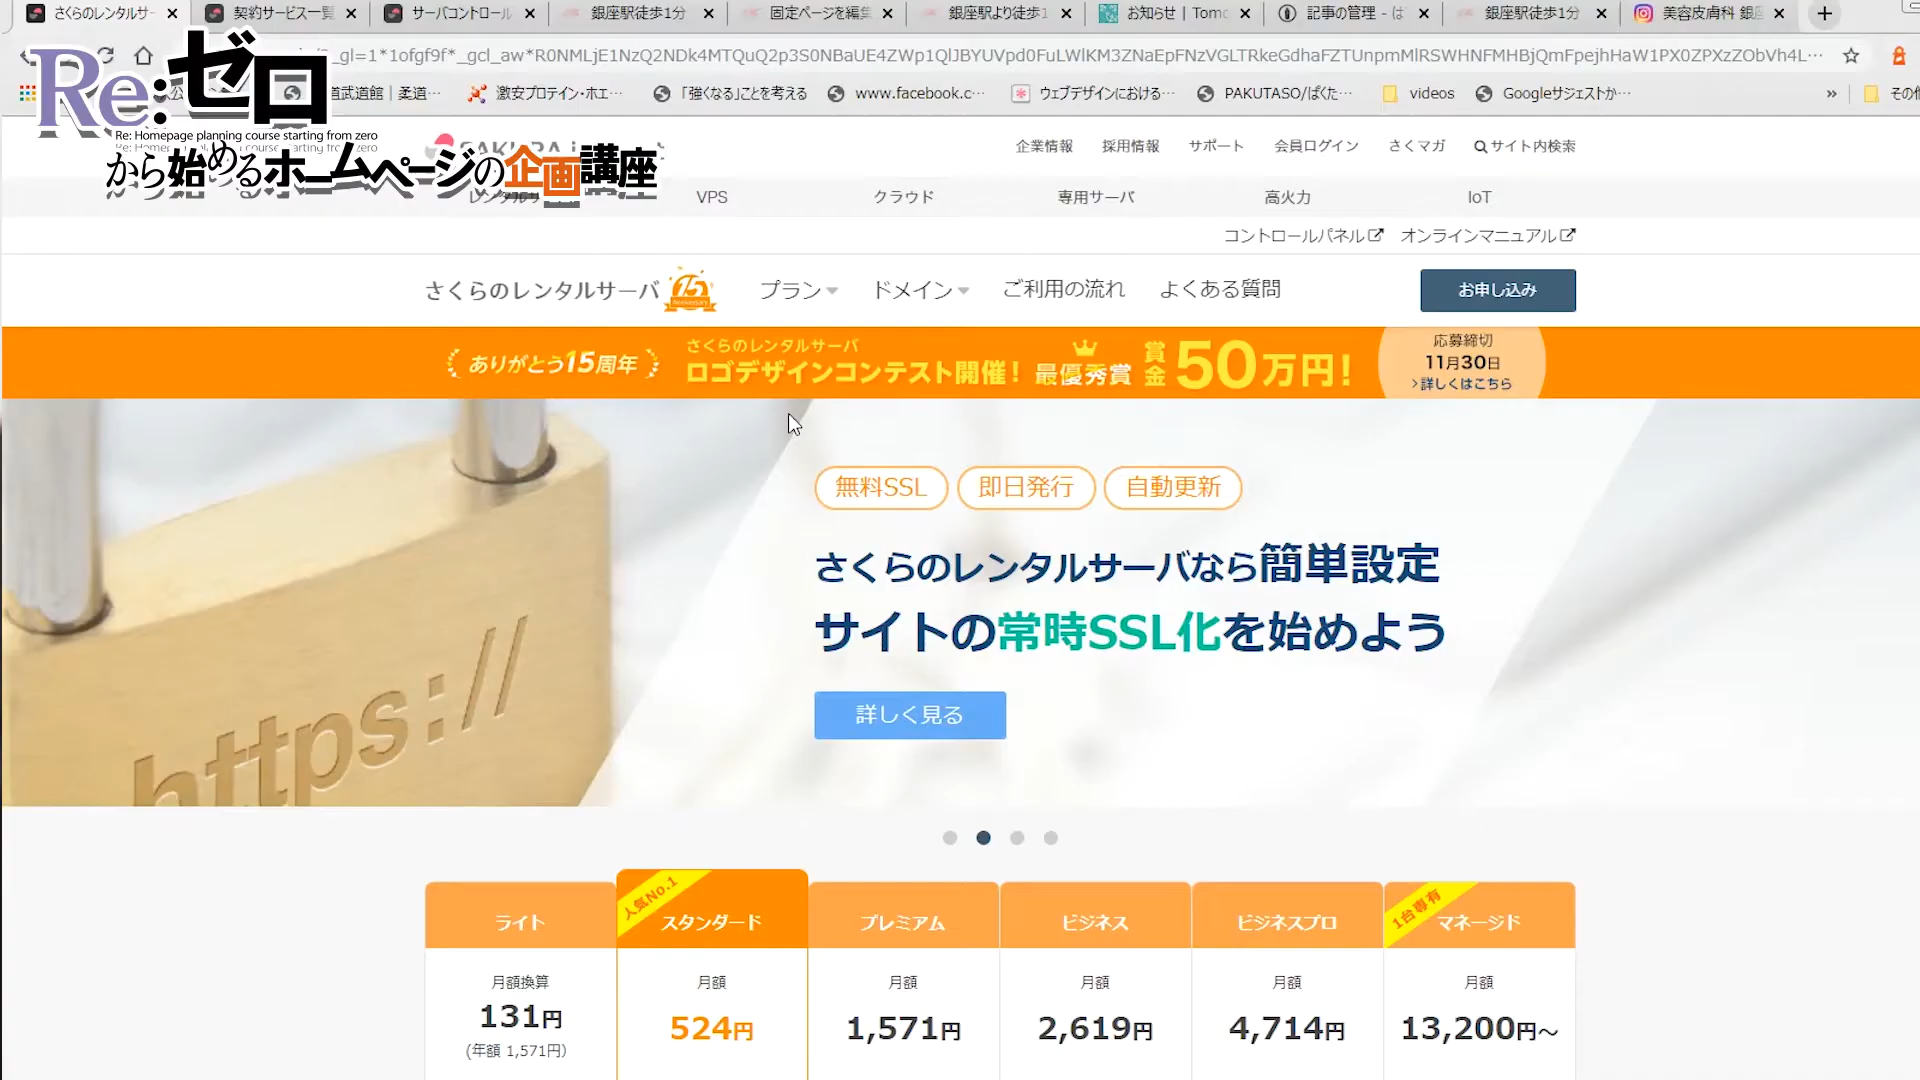 さくらのレンタルサー
契約サービス一覧
サーバコントロール
銀座駅徒歩1分
固定ページを編集
銀座駅より徒歩1
お知らせ | Tomo
記事の管理 - は
銀座駅徒歩1分
美容皮膚科 銀座
_gl=1*1ofgf9f*_gcl_aw*R0NMLjE1NzQ2NDk4MTQuQ2p3S0NBaUE4ZWp1QlJBYUVpd0FuLWlKM3ZNaEpFNzVGLTRkeGdhaFZTUnpmMlRSWHNFMHBjQmFpejhHaW1PX0ZPXzZObVh4L…
道武道館 | 柔道…
激安プロテイン・ホエ…
「強くなる」ことを考える
www.facebook.c…
ウェブデザインにおける…
PAKUTASO/ぱくた…
videos
Googleサジェストか…
»
その他
Re:ゼロ
Re: Homepage planning course starting from zero
から始めるホームページの企画講座
企業情報
採用情報
サポート
会員ログイン
さくマガ
サイト内検索
VPS
クラウド
専用サーバ
高火力
IoT
コントロールパネル
オンラインマニュアル
さくらのレンタルサーバ
15
Anniversary
プラン
ドメイン
ご利用の流れ
よくある質問
お申し込み
ありがとう15周年
さくらのレンタルサーバ
ロゴデザインコンテスト開催!
最優秀賞
賞金
50万円!
応募締切
11月30日
>詳しくはこちら
https://
無料SSL
即日発行
自動更新
さくらのレンタルサーバなら簡単設定
サイトの常時SSL化を始めよう
詳しく見る
ライト
人気No.1
スタンダード
プレミアム
ビジネス
ビジネスプロ
1台専有
マネージド
月額換算
月額
月額
月額
月額
月額
131円
524円
1,571円
2,619円
4,714円
13,200円～
(年額 1,571円)